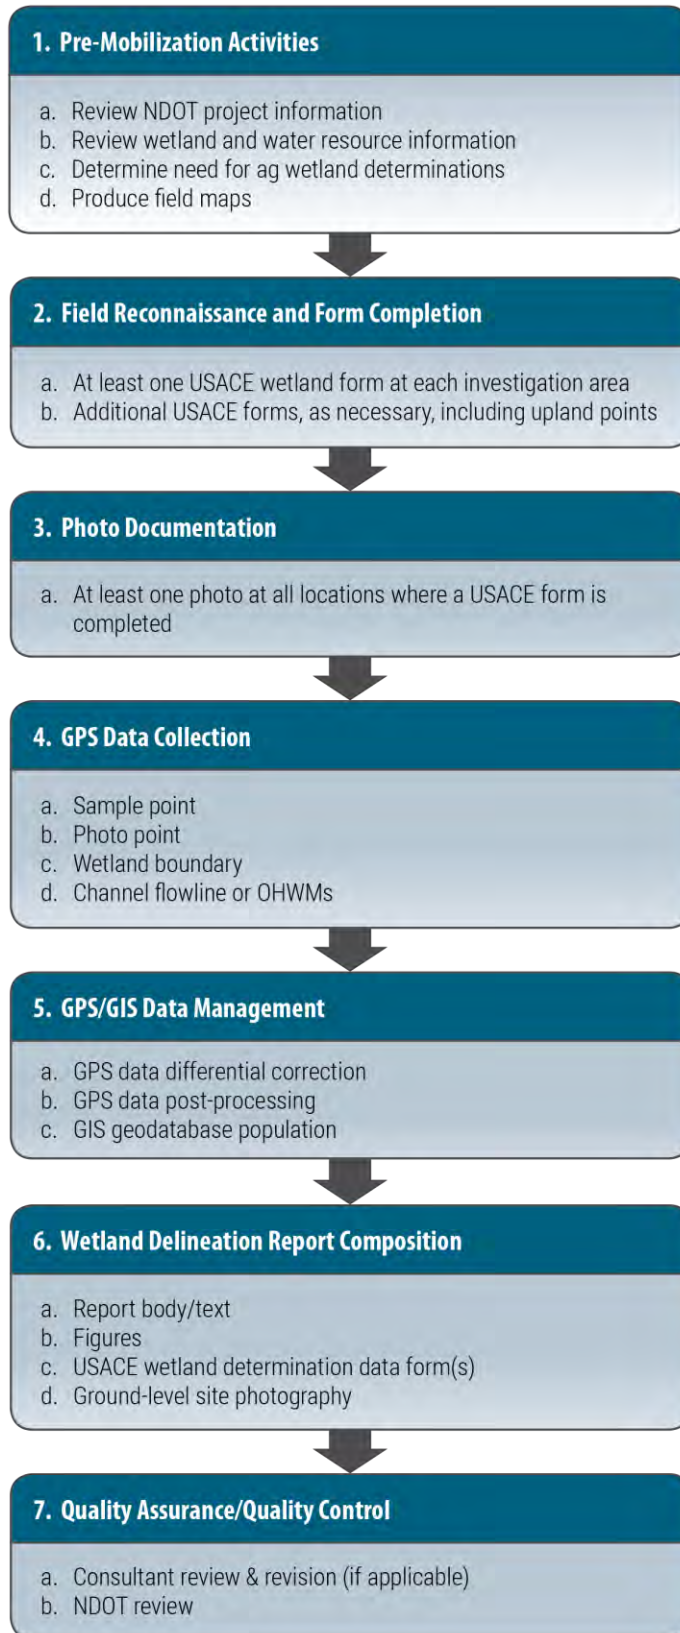 1. Pre-Mobilization Activities
a. Review NDOT project information
b. Review wetland and water resource information
c. Determine need for ag wetland determinations
d. Produce field maps
2. Field Reconnaissance and Form Completion
a. At least one USACE wetland form at each investigation area
b. Additional USACE forms, as necessary, including upland points
3. Photo Documentation
a. At least one photo at all locations where a USACE form is
completed
4. GPS Data Collection
a. Sample point
b. Photo point
c. Wetland boundary
d. Channel flowline or OHWMs
5. GPS/GIS Data Management
a. GPS data differential correction
b. GPS data post-processing
c. GIS geodatabase population
6. Wetland Delineation Report Composition
a. Report body/text
b. Figures
c. USACE wetland determination data form(s)
d. Ground-level site photography
7. Quality Assurance/Quality Control
a. Consultant review & revision (if applicable)
b. NDOT review